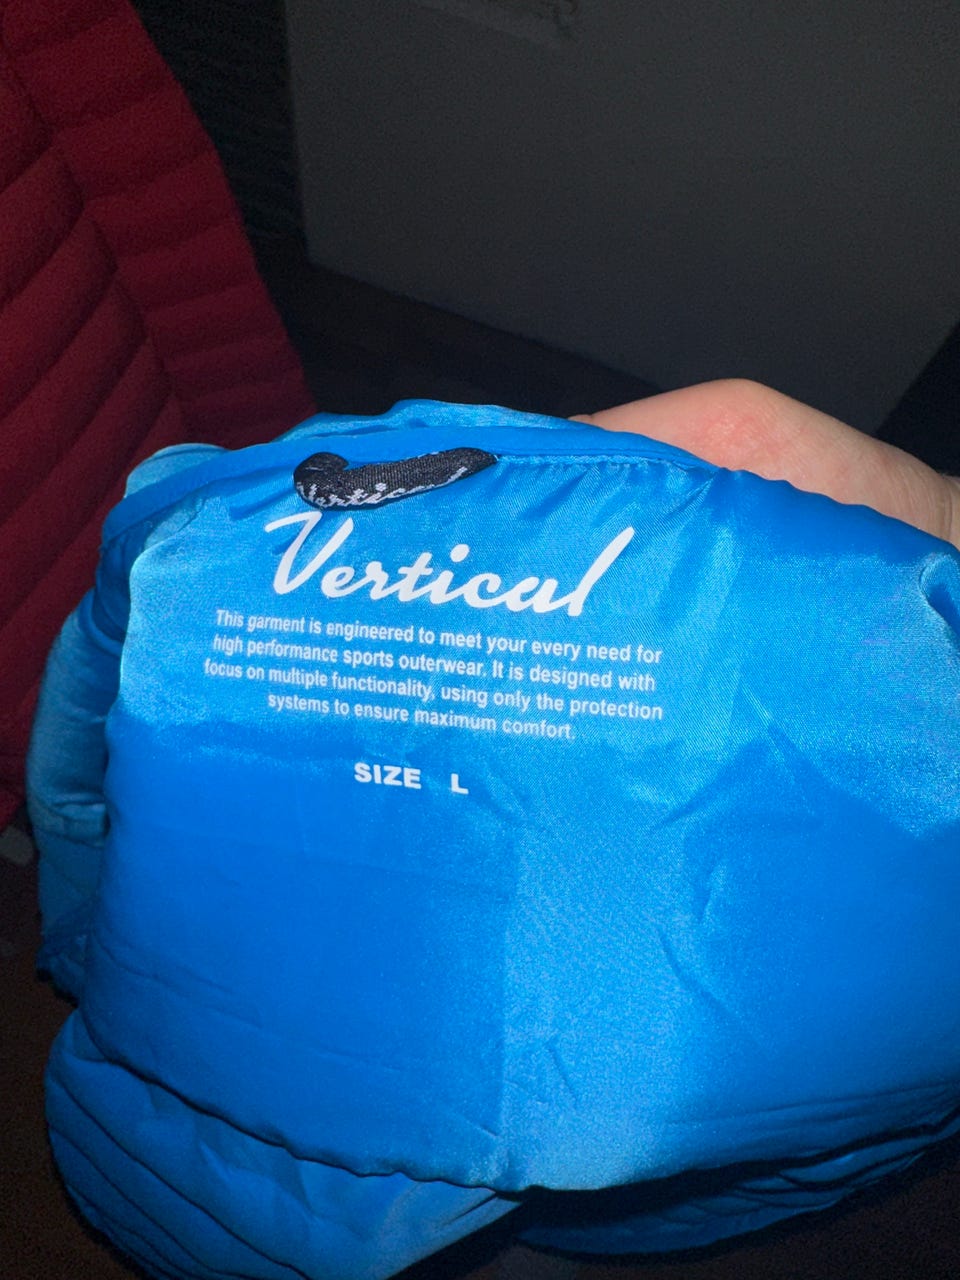 Vertical
Vertical
This garment is engineered to meet your every need for
high performance sports outerwear. It is designed with
focus on multiple functionality, using only the protection
systems to ensure maximum comfort.
SIZE L